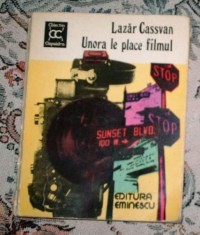 Lazăr Cassvan
Unora le place filmul
STOP
SUNSET BLVD.
STOP
EDITURA
EMINESCU